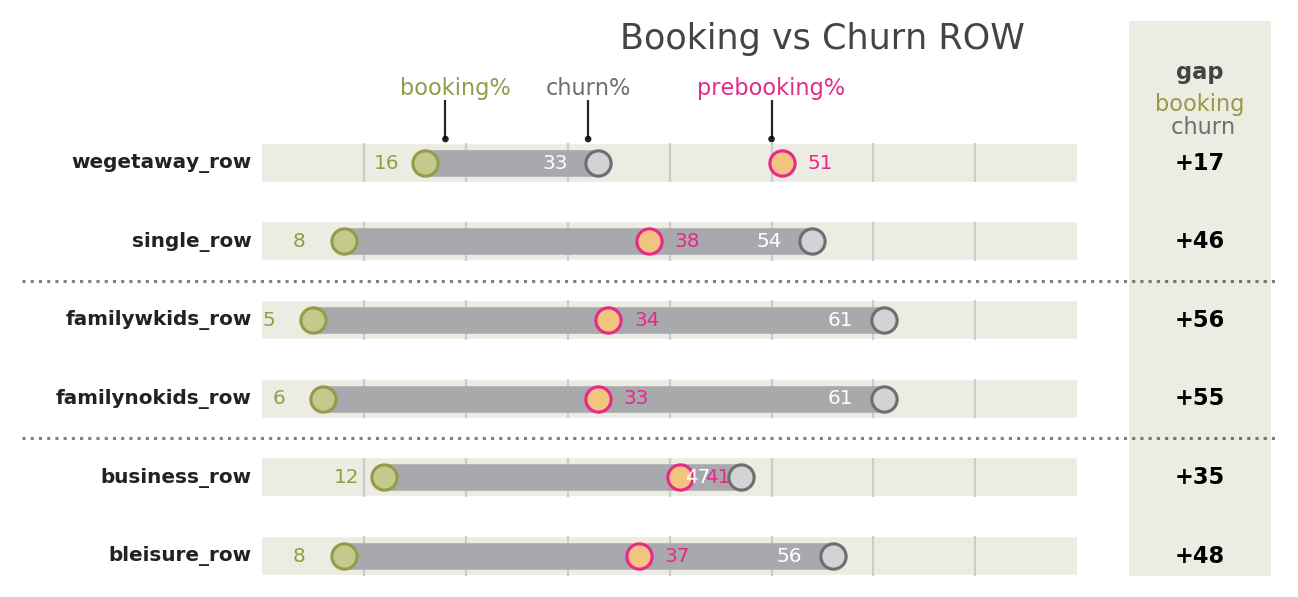 Booking vs Churn ROW
gap
booking
churn
booking% churn% prebooking%
wegetaway_row 16 33 51 +17
single_row 8 38 54 +46
familywkids_row 5 34 61 +56
familynokids_row 6 33 61 +55
business_row 12 47 41 +35
bleisure_row 8 37 56 +48